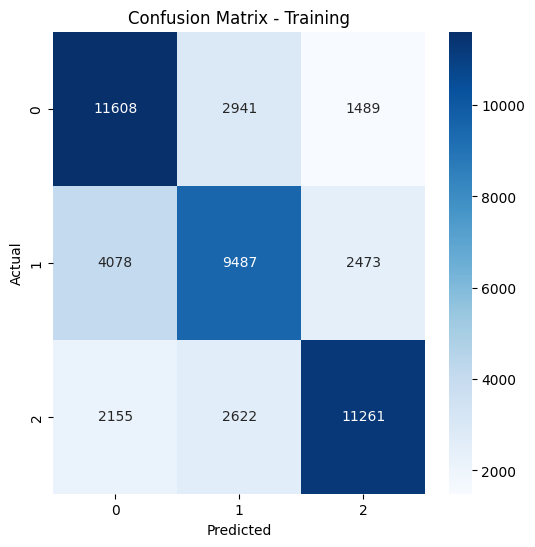 Confusion Matrix - Training
0 11608 2941 1489
1 4078 9487 2473
2 2155 2622 11261
0 1 2
Actual
Predicted
10000
8000
6000
4000
2000